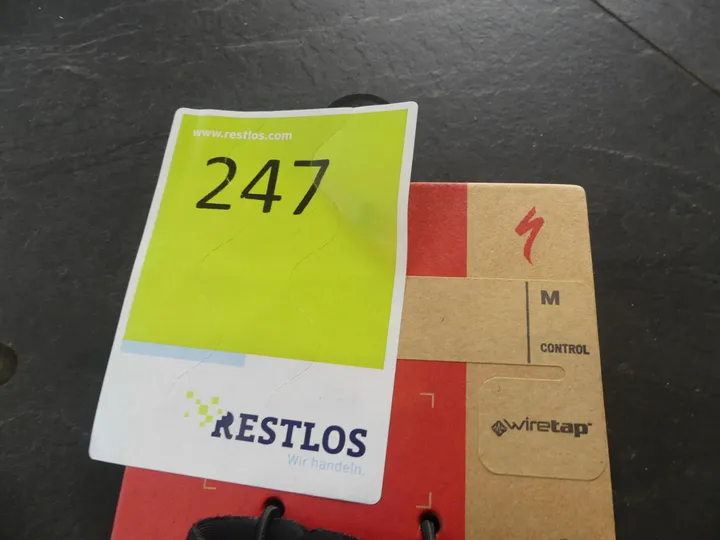 www.restlos.com
247
RESTLOS
Wir handeln.
M
CONTROL
wiretap